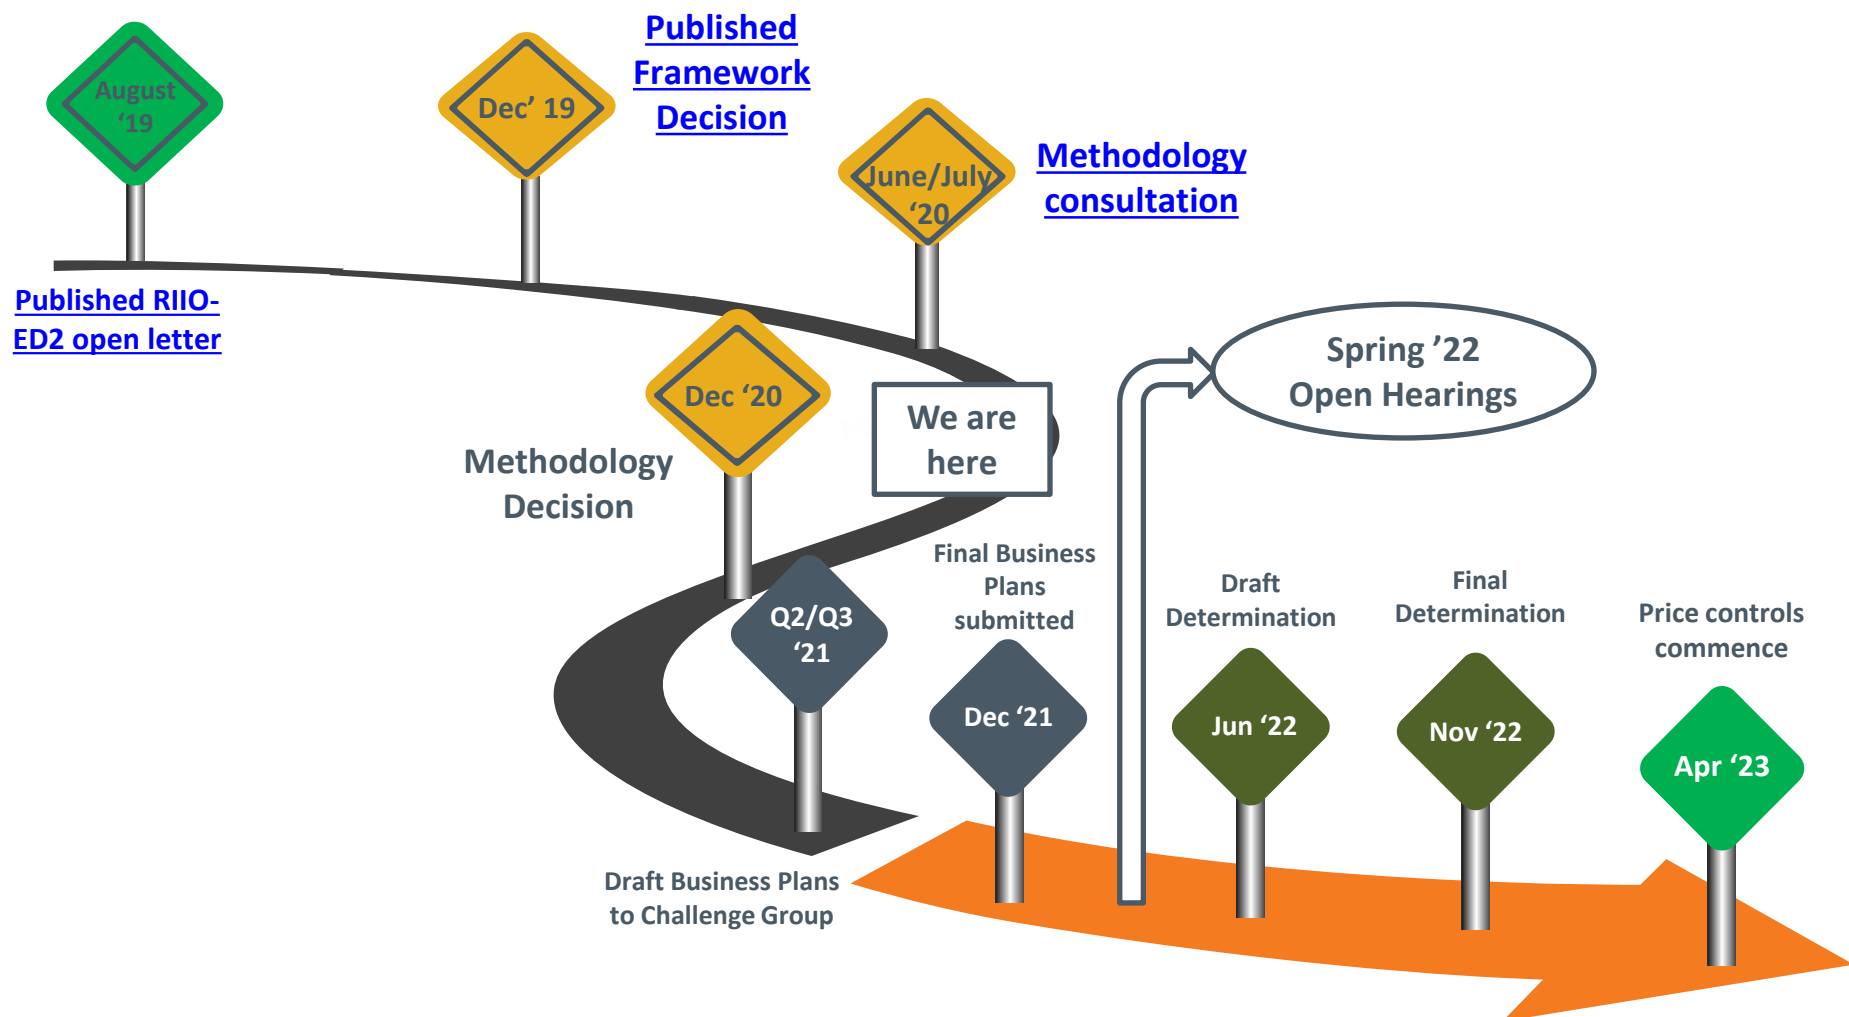 August
‘19
Published RIIO-
ED2 open letter
Dec’ 19
Published
Framework
Decision
June/July
‘20
Methodology
consultation
We are
here
Dec ‘20
Methodology
Decision
Q2/Q3
‘21
Draft Business Plans
to Challenge Group
Final Business
Plans
submitted
Dec ‘21
Spring ’22
Open Hearings
Draft
Determination
Jun ‘22
Final
Determination
Nov ‘22
Price controls
commence
Apr ‘23